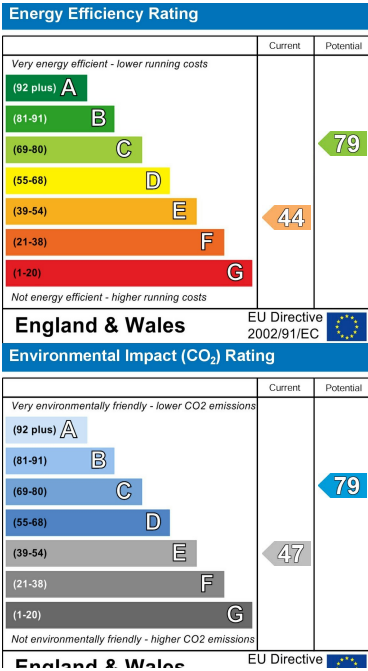 Energy Efficiency Rating
Current Potential
Very energy efficient - lower running costs
(92 plus) A
(81-91) B
(69-80) C 79
(55-68) D
(39-54) E 44
(21-38) F
(1-20) G
Not energy efficient - higher running costs
England & Wales EU Directive 2002/91/EC
Environmental Impact (CO₂) Rating
Current Potential
Very environmentally friendly - lower CO2 emissions
(92 plus) A
(81-91) B
(69-80) C 79
(55-68) D
(39-54) E 47
(21-38) F
(1-20) G
Not environmentally friendly - higher CO2 emissions
England & Wales EU Directive